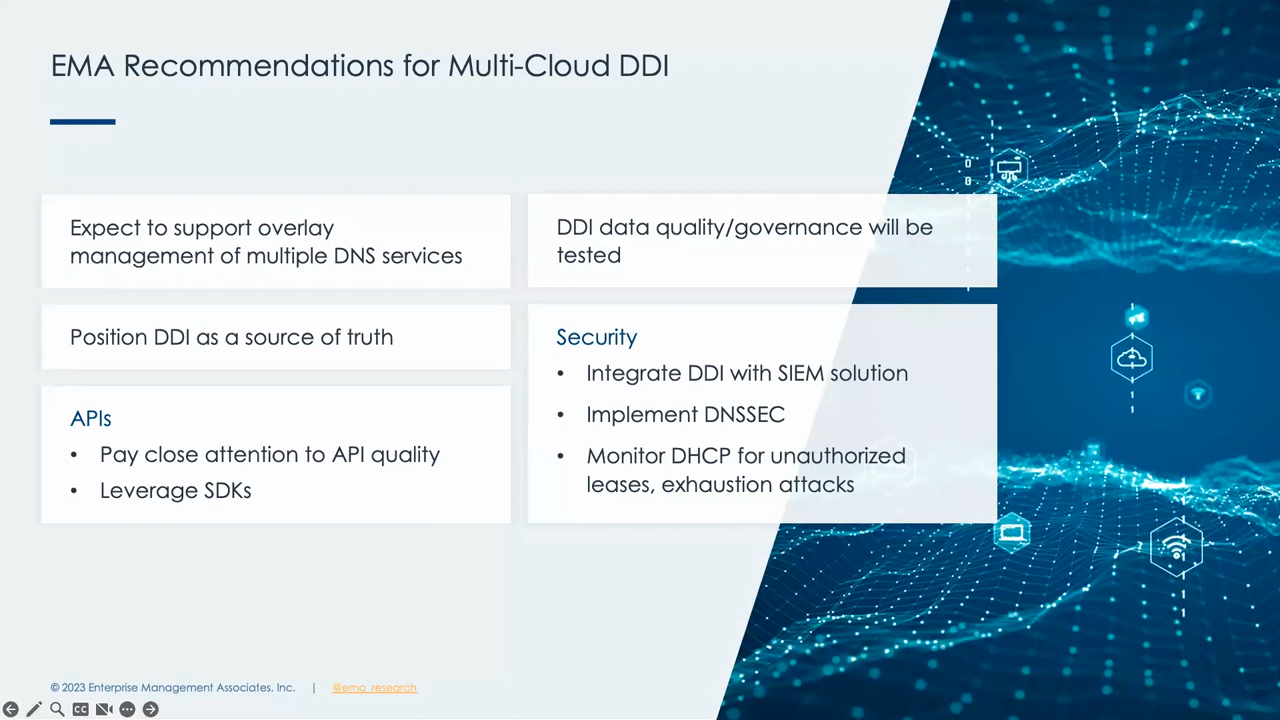 EMA Recommendations for Multi-Cloud DDI
Expect to support overlay
management of multiple DNS services
Position DDI as a source of truth
APIs
• Pay close attention to API quality
• Leverage SDKs
DDI data quality/governance will be
tested
Security
• Integrate DDI with SIEM solution
• Implement DNSSEC
• Monitor DHCP for unauthorized
leases, exhaustion attacks
© 2023 Enterprise Management Associates, Inc. | @ema_research
CC